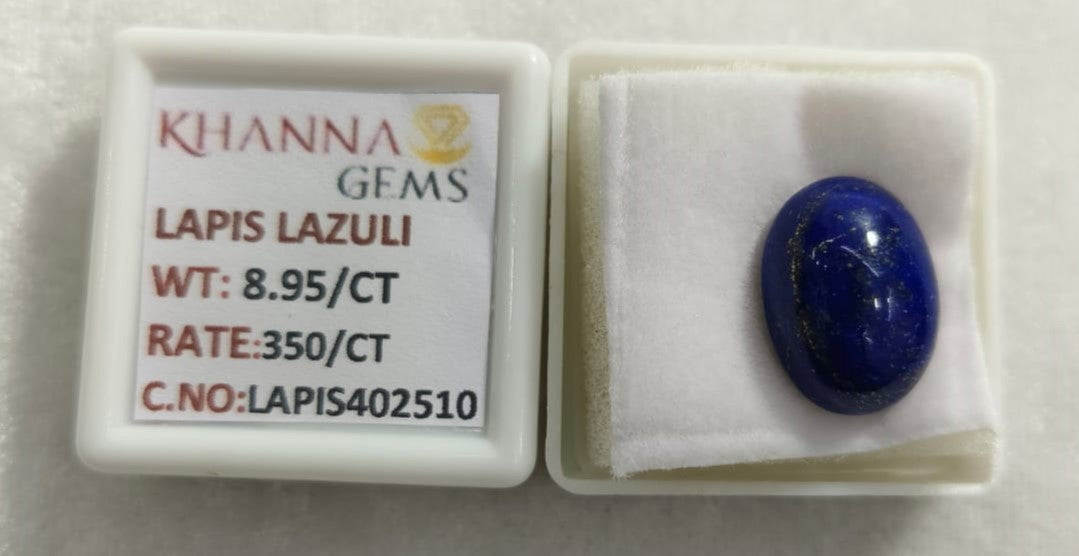 KHANNA
GEMS
LAPIS LAZULI
WT: 8.95/CT
RATE:350/CT
C.NO:LAPIS402510